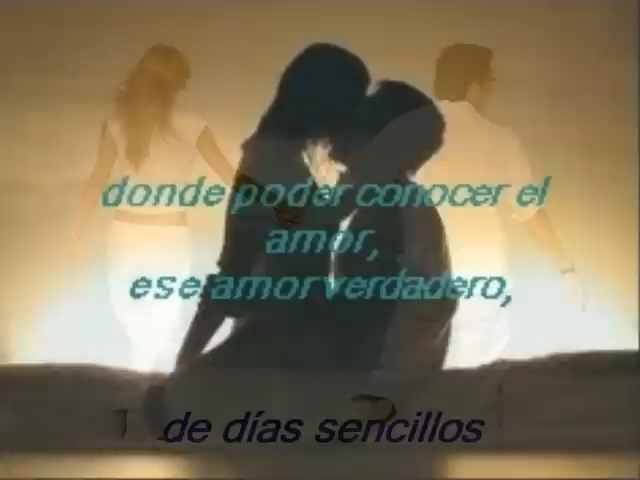 donde poder conocer el
amor,
ese amor verdadero,
de días sencillos